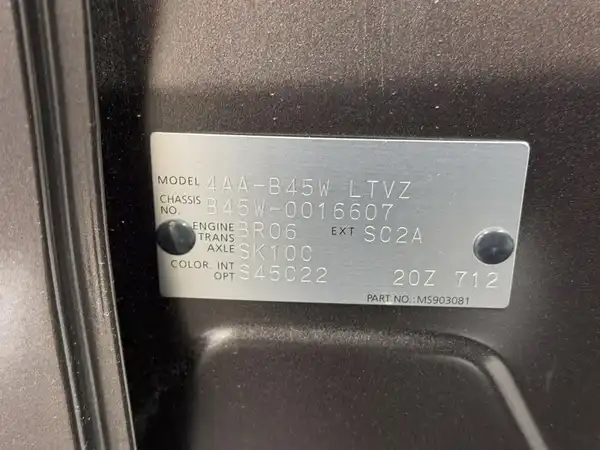 MODEL 4AA-B45W LTVZ
CHASSIS NO. B45W-0016607
ENGINE BR06 EXT SC2A
TRANS AXLE SK10C
COLOR. INT
OPT S45C22 20Z 712
PART NO.: MS903081